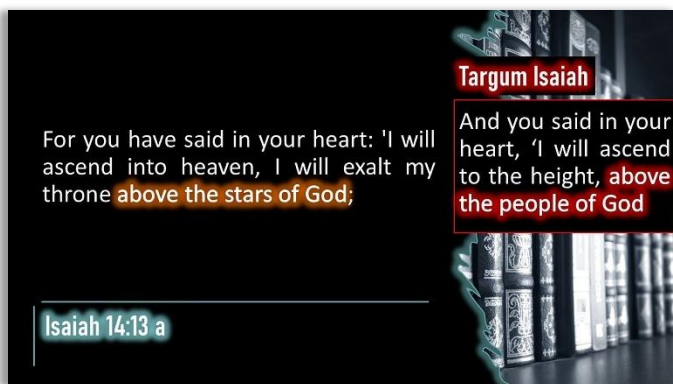 For you have said in your heart: 'I will
ascend into heaven, I will exalt my
throne above the stars of God;
Isaiah 14:13 a
Targum Isaiah
And you said in your
heart, ‘I will ascend
to the height, above
the people of God